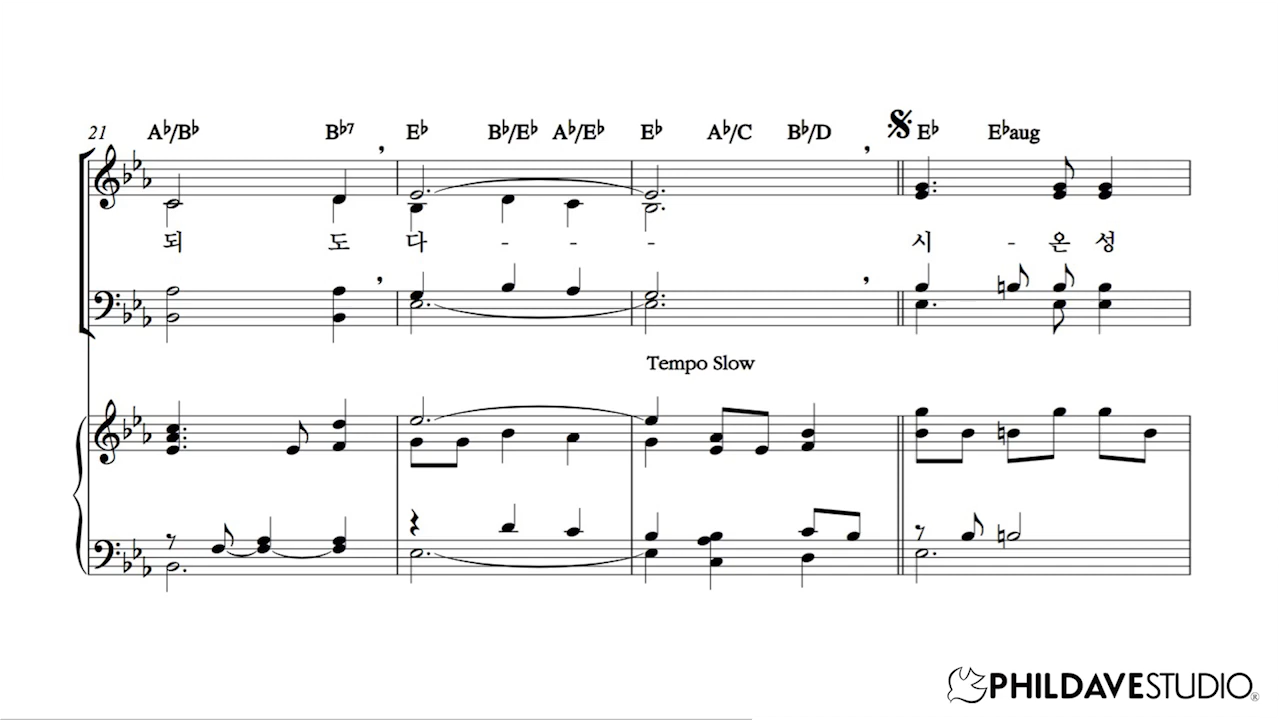 21 A♭/B♭ B♭7 E♭ B♭/E♭ A♭/E♭ E♭ A♭/C B♭/D E♭ E♭aug
되 도 다 - - - 시 - 온 성
Tempo Slow
PHILDAVESTUDIO®